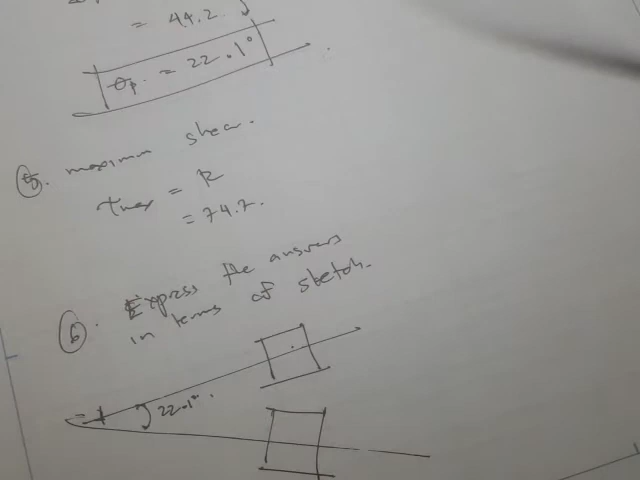 = 44.2
θp. = 22.1°
⑤. maximum shear.
τmax = R
= 74.2.
⑥. Express the answers
in terms of sketch.
22.1°.